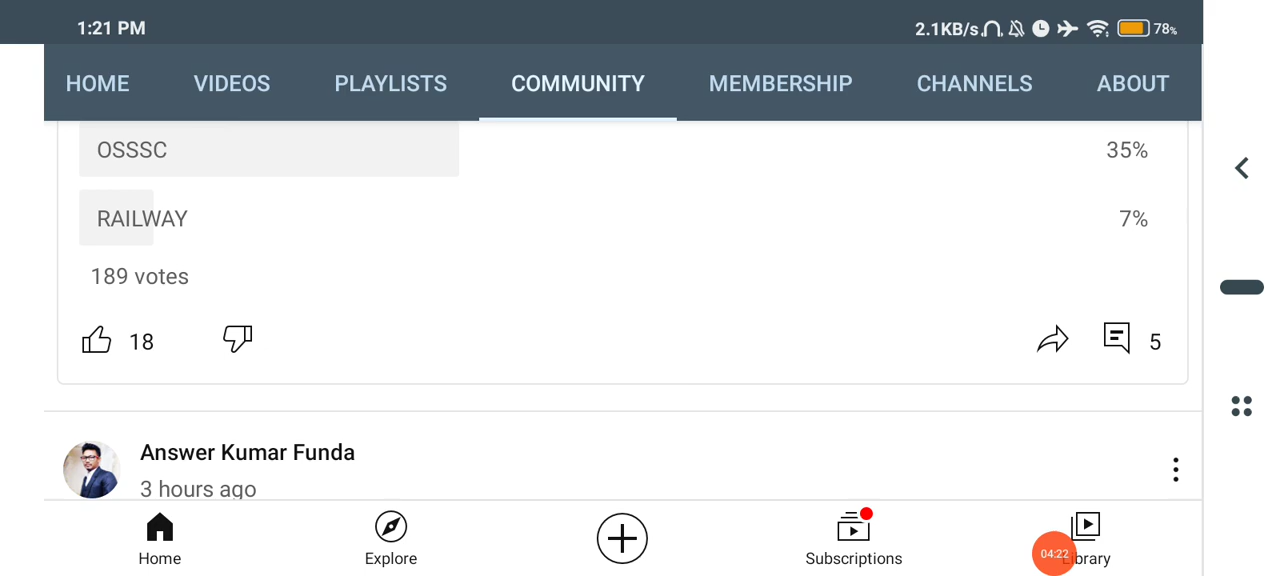 1:21 PM 2.1KB/s 78%
HOME VIDEOS PLAYLISTS COMMUNITY MEMBERSHIP CHANNELS ABOUT
OSSSC 35%
RAILWAY 7%
189 votes
18 5
Answer Kumar Funda
3 hours ago
Home Explore Subscriptions Library
04:22